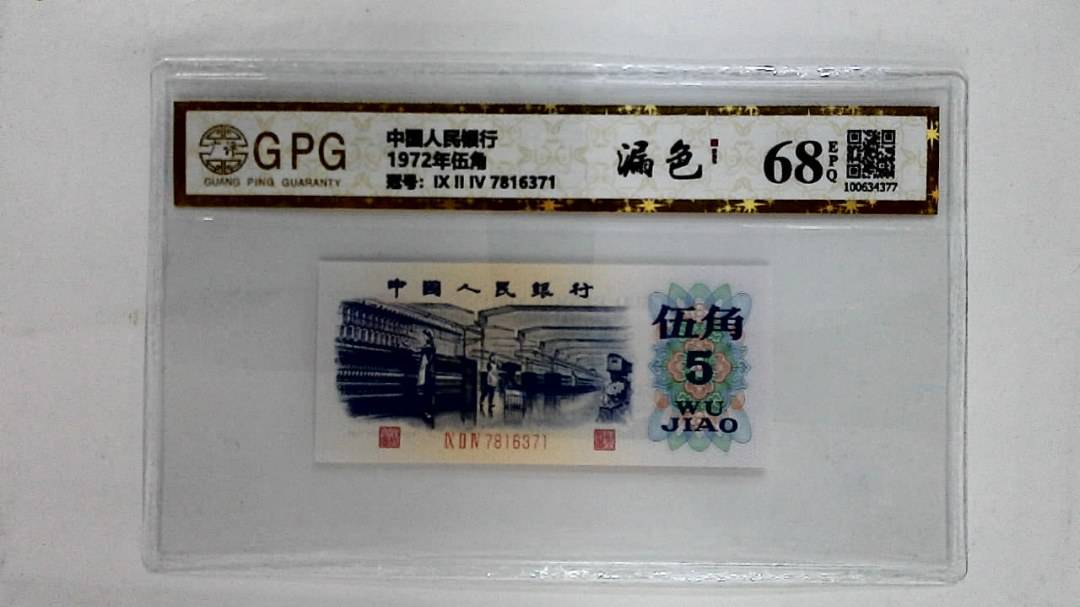 GPG
GUANG PING GUARANTY
中國人民银行
1972年伍角
冠号: IX II IV 7816371
漏色
68
EPQ
100634377
中國人民銀行
伍角
5
WU
JIAO
IX II IV 7816371